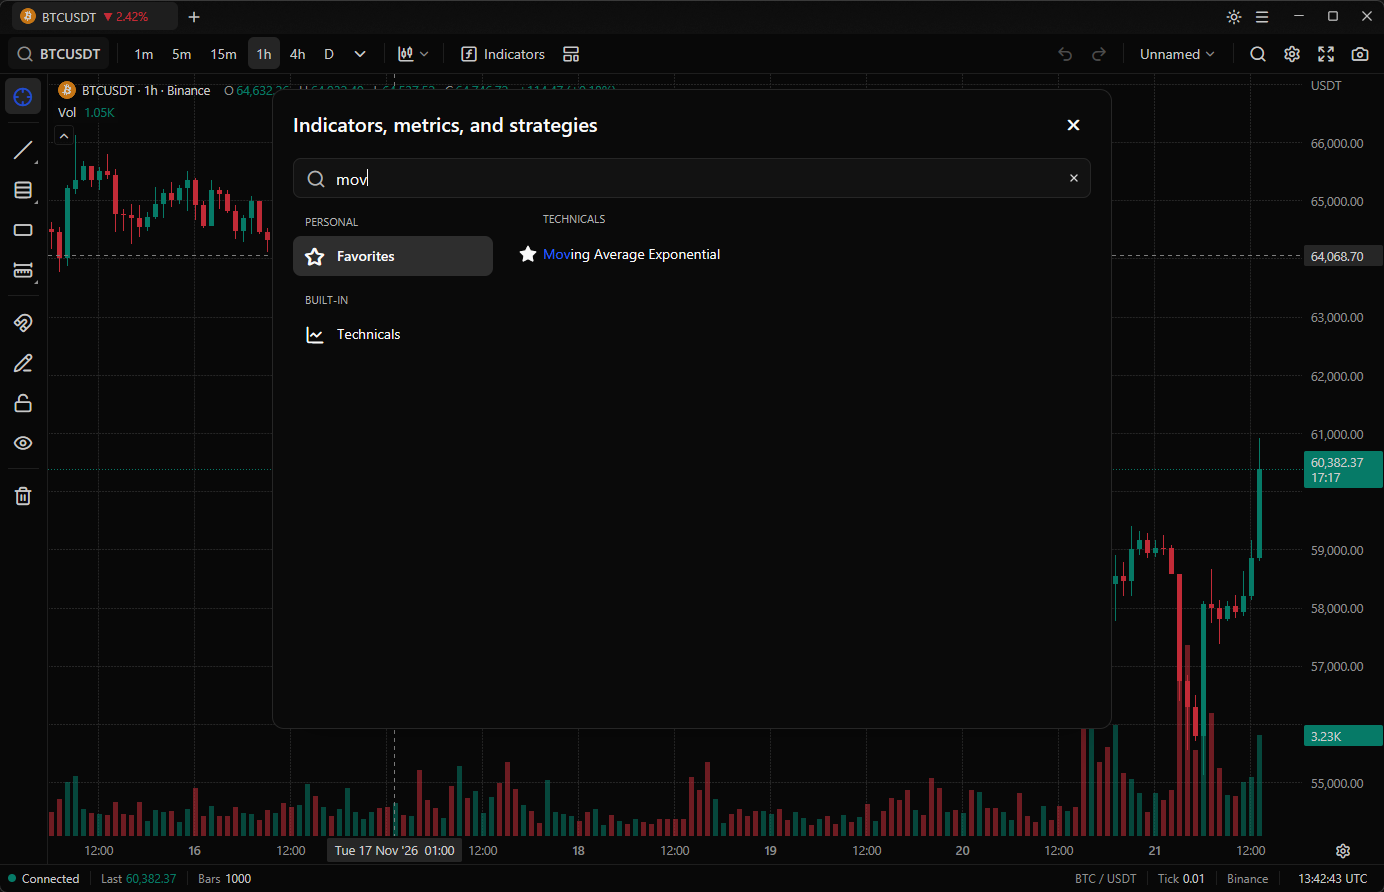 BTCUSDT ▼ 2.42%
BTCUSDT 1m 5m 15m 1h 4h D Indicators Unnamed
BTCUSDT · 1h · Binance
Vol 1.05K
USDT
Indicators, metrics, and strategies
mov
PERSONAL
Favorites
BUILT-IN
Technicals
TECHNICALS
Moving Average Exponential
66,000.00
65,000.00
64,068.70
63,000.00
62,000.00
61,000.00
60,382.37
17:17
59,000.00
58,000.00
57,000.00
3.23K
55,000.00
12:00 16 12:00 Tue 17 Nov '26 01:00 12:00 18 12:00 19 12:00 20 12:00 21 12:00
Connected Last 60,382.37 Bars 1000 BTC / USDT Tick 0.01 Binance 13:42:43 UTC